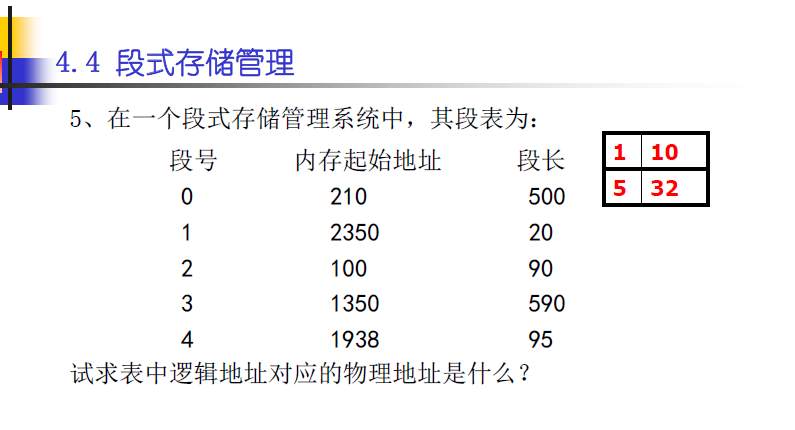 4.4 段式存储管理
5、在一个段式存储管理系统中，其段表为：
段号 内存起始地址 段长
0 210 500
1 2350 20
2 100 90
3 1350 590
4 1938 95
1 10
5 32
试求表中逻辑地址对应的物理地址是什么？